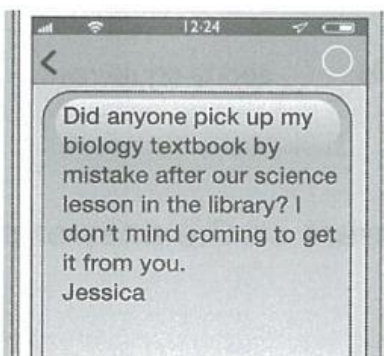 12:24
Did anyone pick up my
biology textbook by
mistake after our science
lesson in the library? I
don't mind coming to get
it from you.
Jessica